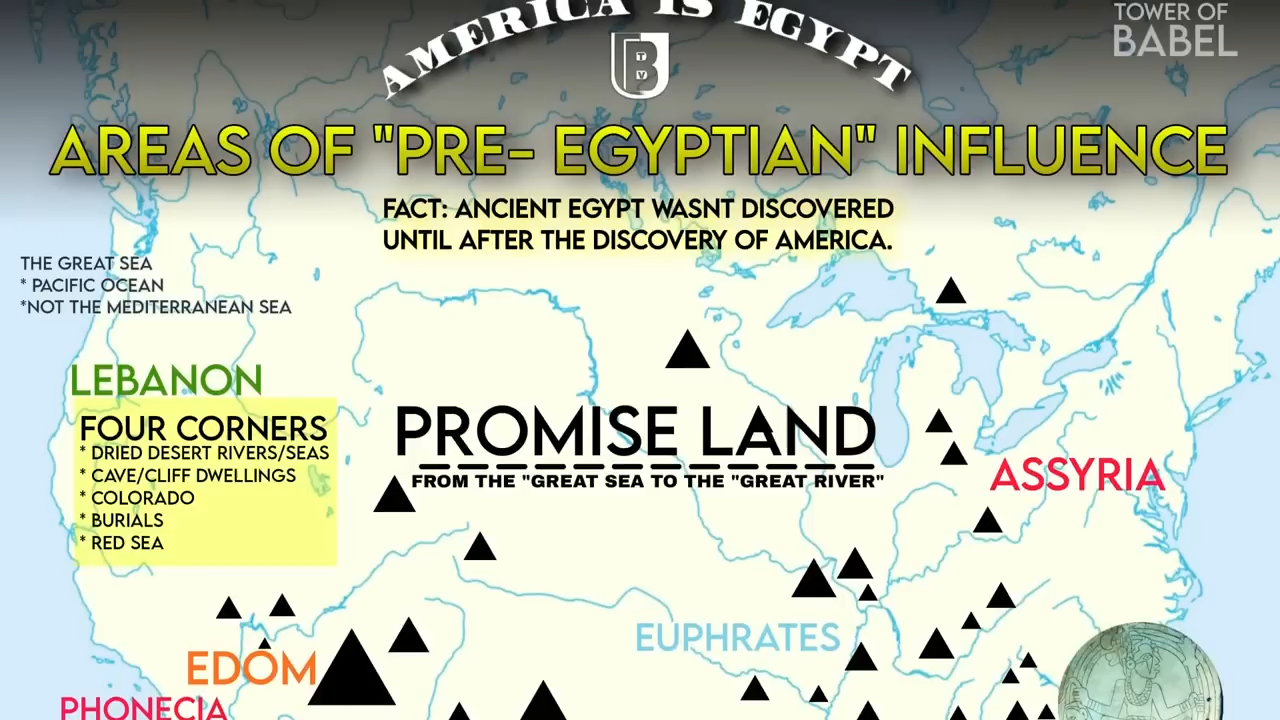 AMERICA IS EGYPT
TOWER OF
BABEL
B
TV
AREAS OF "PRE- EGYPTIAN" INFLUENCE
FACT: ANCIENT EGYPT WASNT DISCOVERED
UNTIL AFTER THE DISCOVERY OF AMERICA.
THE GREAT SEA
* PACIFIC OCEAN
*NOT THE MEDITERRANEAN SEA
LEBANON
FOUR CORNERS
* DRIED DESERT RIVERS/SEAS
* CAVE/CLIFF DWELLINGS
* COLORADO
* BURIALS
* RED SEA
PROMISE LAND
FROM THE "GREAT SEA TO THE "GREAT RIVER"
ASSYRIA
EUPHRATES
EDOM
PHONECIA